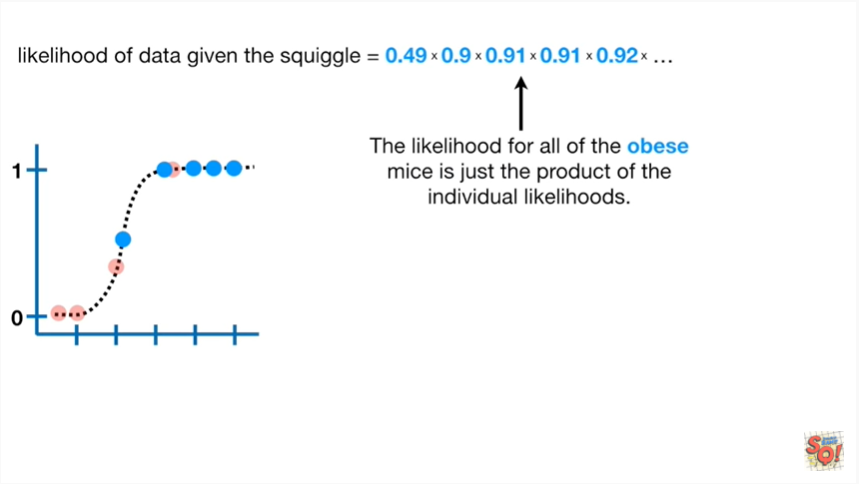 likelihood of data given the squiggle = 0.49 x 0.9 x 0.91 x 0.91 x 0.92 x ...
The likelihood for all of the obese
mice is just the product of the
individual likelihoods.
1
0
SQ!